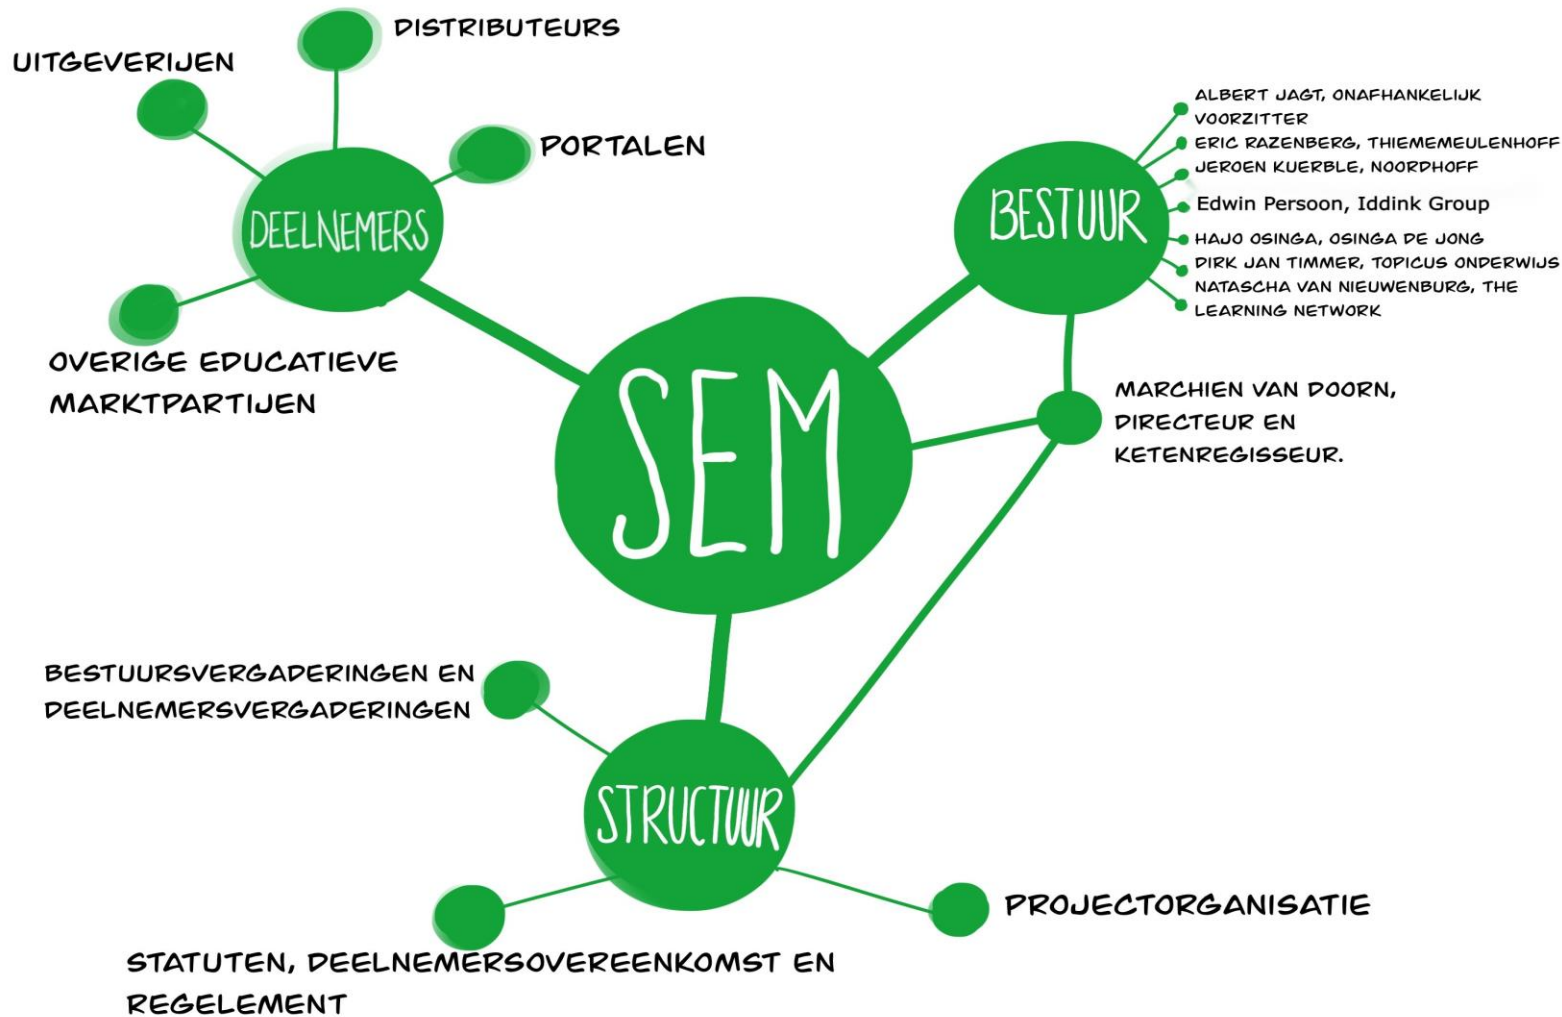 DISTRIBUTEURS
UITGEVERIJEN
PORTALEN
DEELNEMERS
OVERIGE EDUCATIEVE
MARKTPARTIJEN
ALBERT JAGT, ONAFHANKELIJK
VOORZITTER
ERIC RAZENBERG, THIEMEMEULENHOFF
JEROEN KUERBLE, NOORDHOFF
Edwin Persoon, Iddink Group
HAJO OSINGA, OSINGA DE JONG
DIRK JAN TIMMER, TOPICUS ONDERWIJS
NATASCHA VAN NIEUWENBURG, THE
LEARNING NETWORK
BESTUUR
SEM
MARCHIEN VAN DOORN,
DIRECTEUR EN
KETENREGISSEUR.
BESTUURSVERGADERINGEN EN
DEELNEMERSVERGADERINGEN
STRUCTUUR
PROJECTORGANISATIE
STATUTEN, DEELNEMERSOVEREENKOMST EN
REGELEMENT